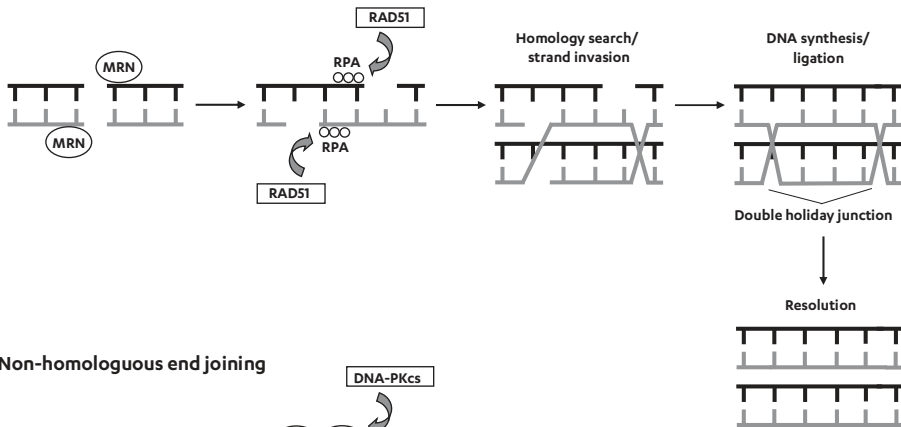 RAD51
Homology search/
strand invasion
DNA synthesis/
ligation
MRN
RPA
MRN
RPA
RAD51
Double holiday junction
Resolution
Non-homologuous end joining
DNA-PKcs